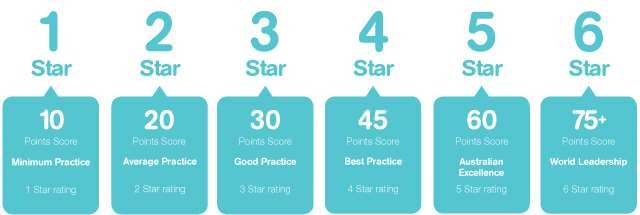 1
Star
10
Points Score
Minimum Practice
1 Star rating
2
Star
20
Points Score
Average Practice
2 Star rating
3
Star
30
Points Score
Good Practice
3 Star rating
4
Star
45
Points Score
Best Practice
4 Star rating
5
Star
60
Points Score
Australian
Excellence
5 Star rating
6
Star
75+
Points Score
World Leadership
6 Star rating